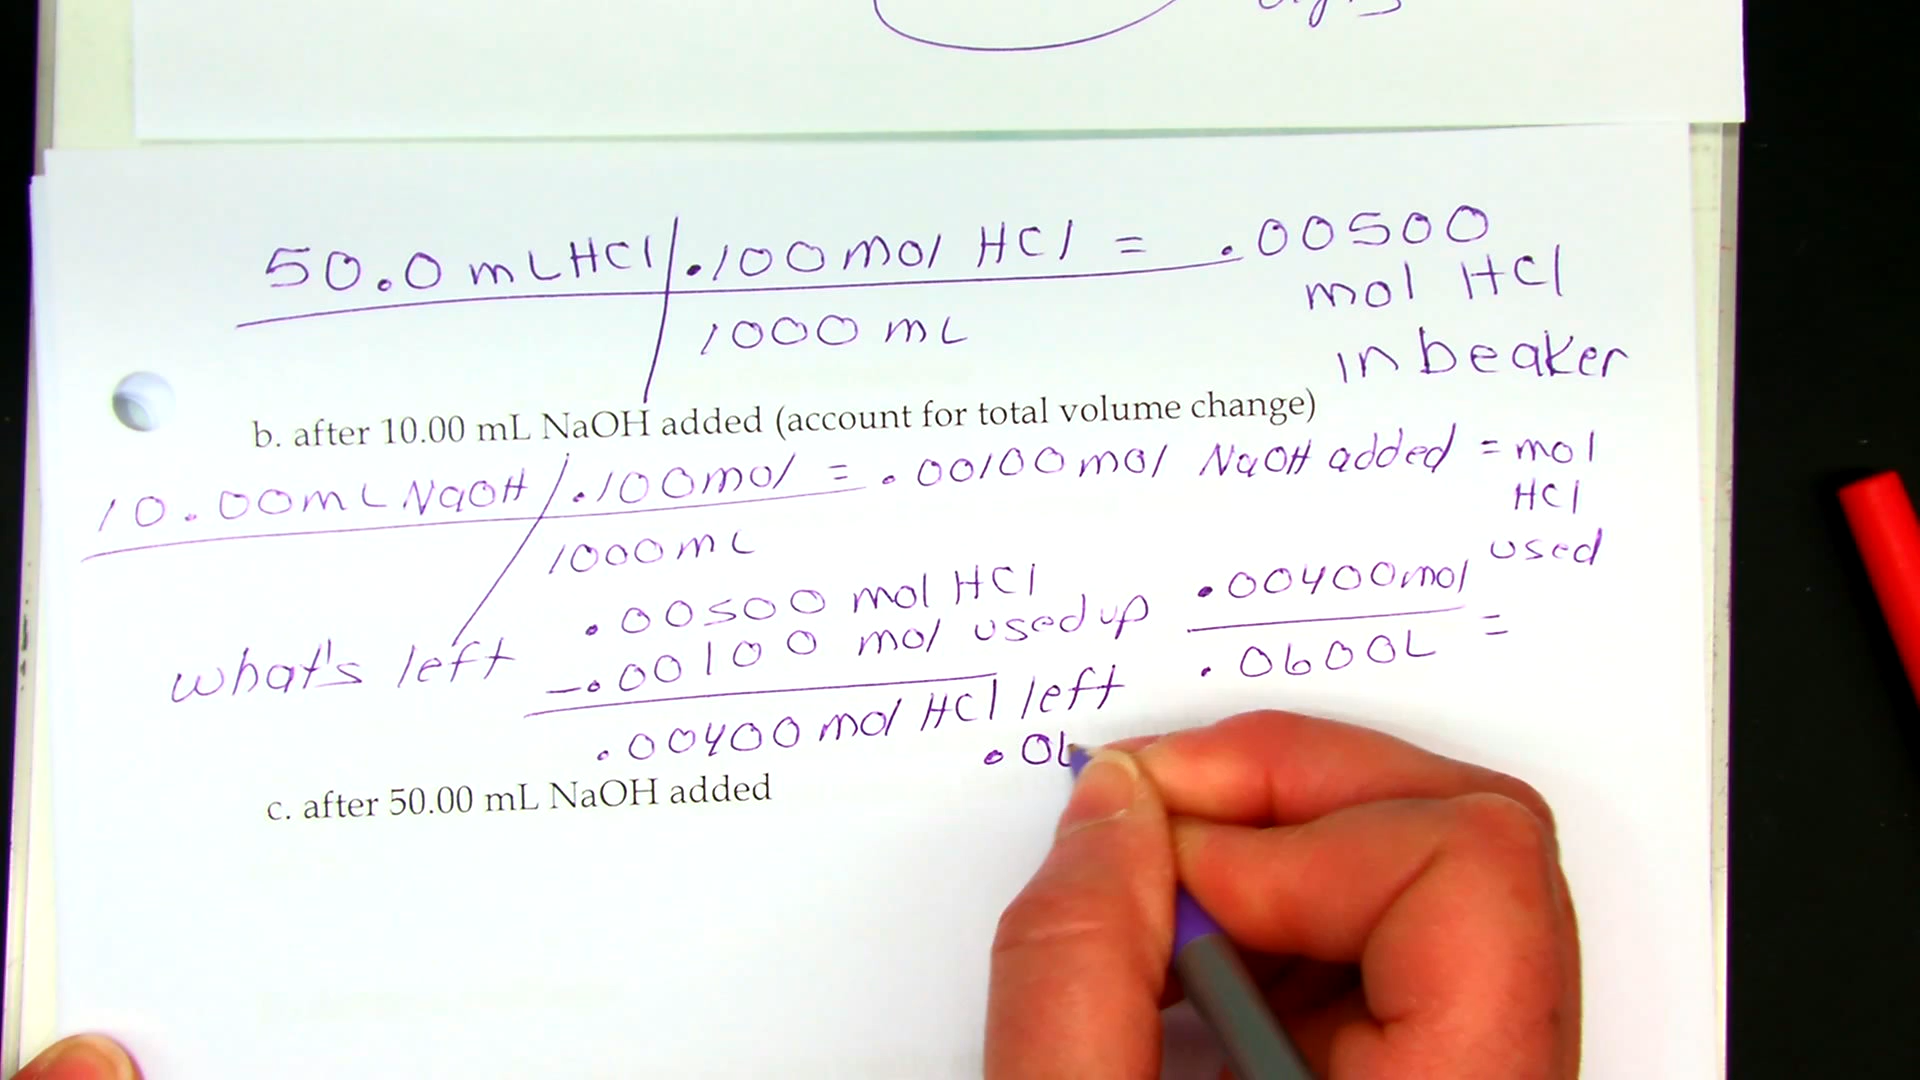 50.0 mL HCl / .100 mol HCl = .00500
1000 mL
mol HCl
in beaker
b. after 10.00 mL NaOH added (account for total volume change)
10.00 mL NaOH / .100 mol = .00100 mol NaOH added = mol
HCl
used
1000 mL
what's left
.00500 mol HCl
-.00100 mol used up
.00400 mol HCl left
.00400 mol
.0600L =
.06
c. after 50.00 mL NaOH added